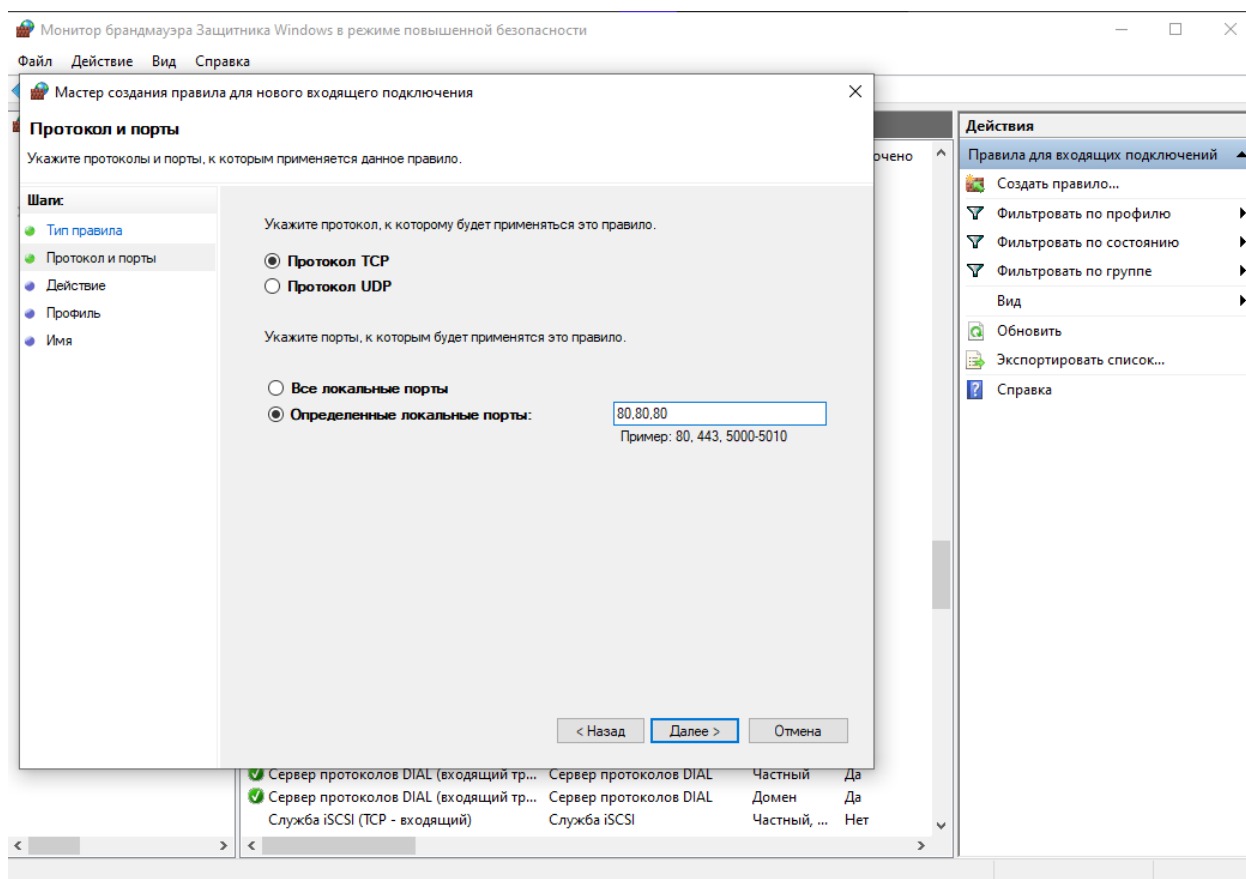 Монитор брандмауэра Защитника Windows в режиме повышенной безопасности
Файл Действие Вид Справка
Мастер создания правила для нового входящего подключения
Протокол и порты
Укажите протоколы и порты, к которым применяется данное правило.
Шаги:
Тип правила
Протокол и порты
Действие
Профиль
Имя
Укажите протокол, к которому будет применяться это правило.
Протокол TCP
Протокол UDP
Укажите порты, к которым будет применятся это правило.
Все локальные порты
Определенные локальные порты: 80,80,80
Пример: 80, 443, 5000-5010
< Назад Далее > Отмена
Сервер протоколов DIAL (входящий тр... Сервер протоколов DIAL Частный Да
Сервер протоколов DIAL (входящий тр... Сервер протоколов DIAL Домен Да
Служба iSCSI (TCP - входящий) Служба iSCSI Частный, ... Нет
Действия
Правила для входящих подключений
Создать правило...
Фильтровать по профилю
Фильтровать по состоянию
Фильтровать по группе
Вид
Обновить
Экспортировать список...
Справка